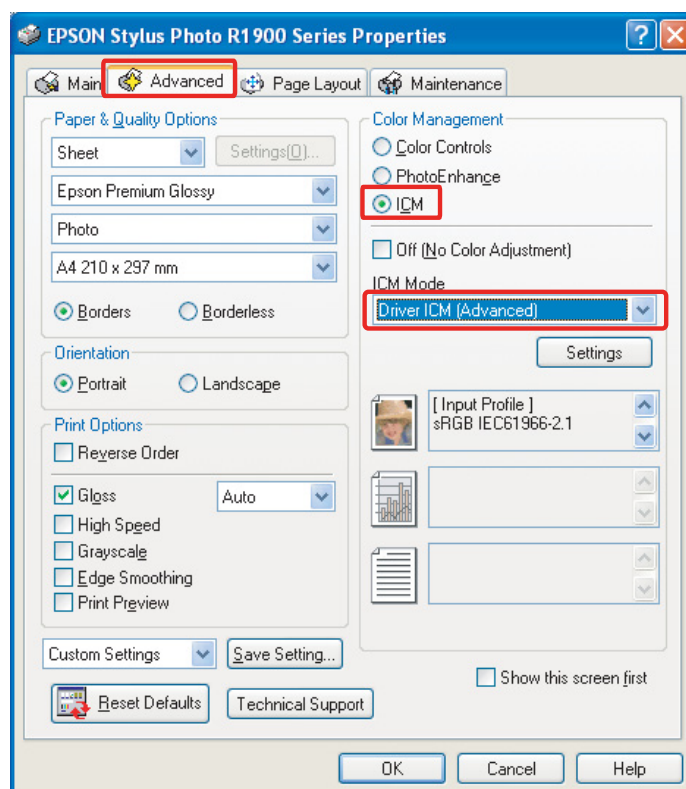 EPSON Stylus Photo R1900 Series Properties
Main
Advanced
Page Layout
Maintenance
Paper & Quality Options
Sheet
Settings(O)...
Epson Premium Glossy
Photo
A4 210 x 297 mm
Borders
Borderless
Orientation
Portrait
Landscape
Print Options
Reverse Order
Gloss
Auto
High Speed
Grayscale
Edge Smoothing
Print Preview
Custom Settings
Save Setting...
Reset Defaults
Technical Support
Color Management
Color Controls
PhotoEnhance
ICM
Off (No Color Adjustment)
ICM Mode
Driver ICM (Advanced)
Settings
[ Input Profile ]
sRGB IEC61966-2.1
Show this screen first
OK
Cancel
Help